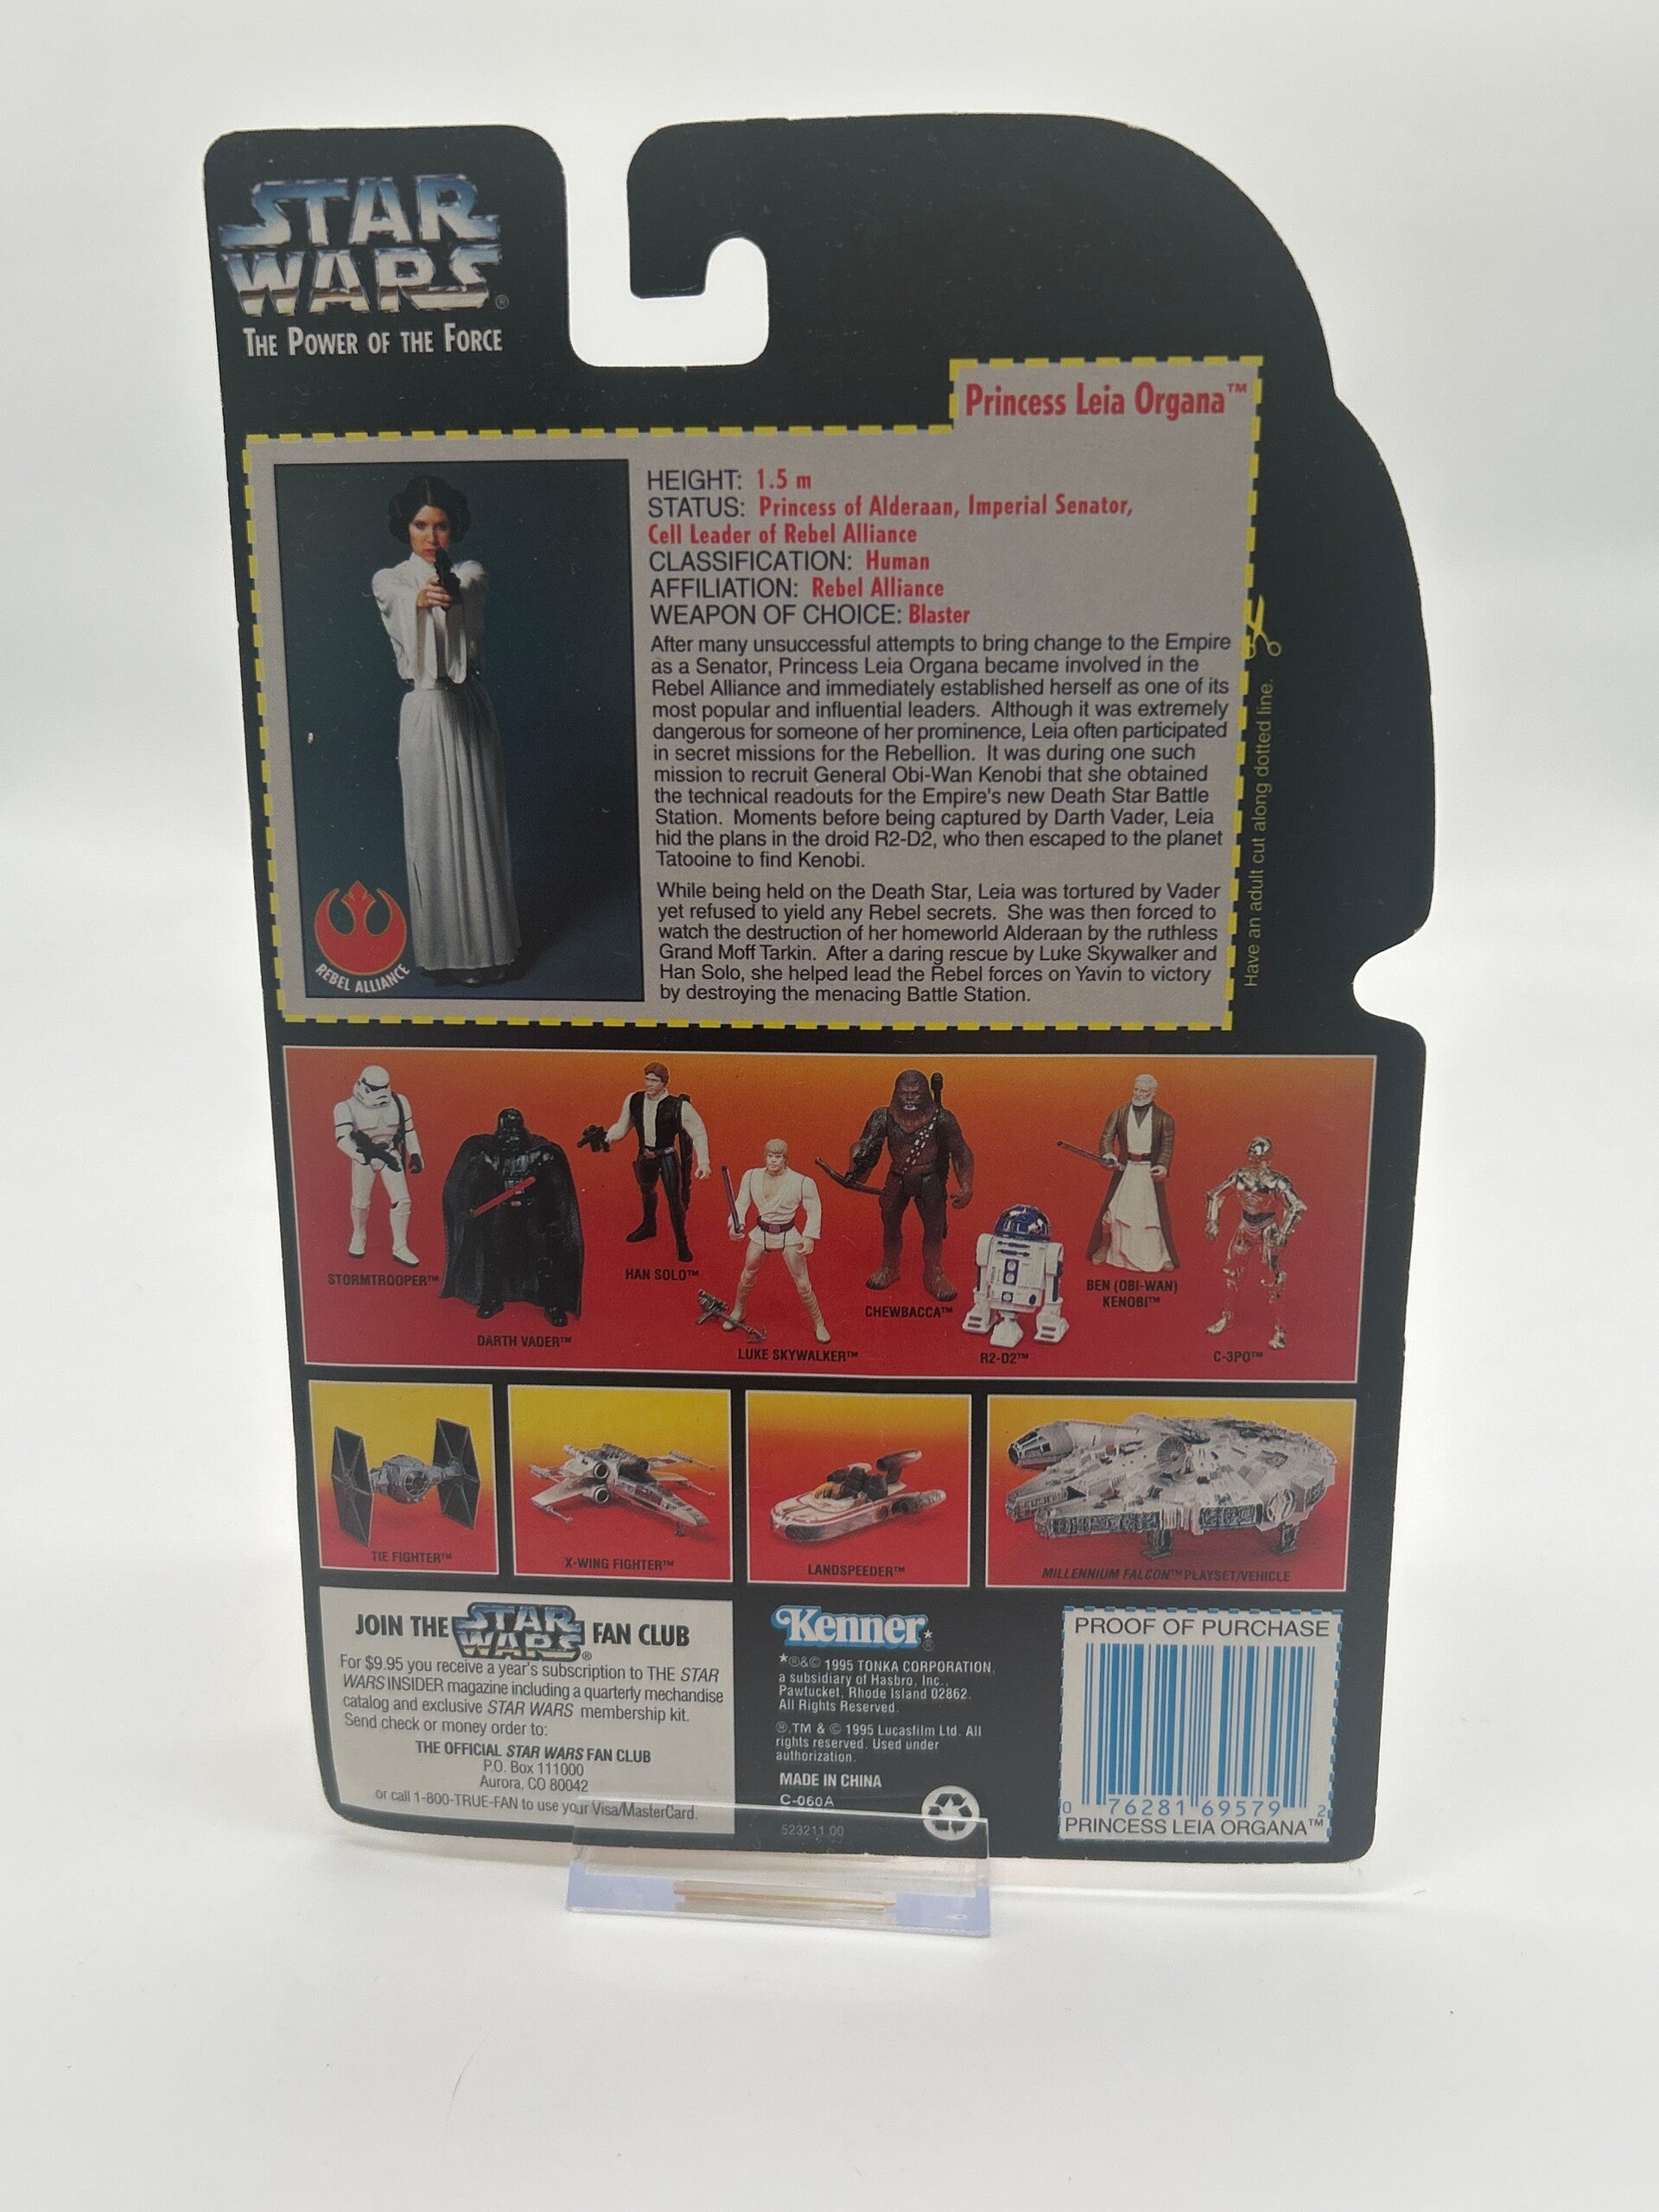 STAR
WARS®
THE POWER OF THE FORCE
Princess Leia Organa™
HEIGHT: 1.5 m
STATUS: Princess of Alderaan, Imperial Senator,
Cell Leader of Rebel Alliance
CLASSIFICATION: Human
AFFILIATION: Rebel Alliance
WEAPON OF CHOICE: Blaster
After many unsuccessful attempts to bring change to the Empire
as a Senator, Princess Leia Organa became involved in the
Rebel Alliance and immediately established herself as one of its
most popular and influential leaders. Although it was extremely
dangerous for someone of her prominence, Leia often participated
in secret missions for the Rebellion. It was during one such
mission to recruit General Obi-Wan Kenobi that she obtained
the technical readouts for the Empire's new Death Star Battle
Station. Moments before being captured by Darth Vader, Leia
hid the plans in the droid R2-D2, who then escaped to the planet
Tatooine to find Kenobi.
While being held on the Death Star, Leia was tortured by Vader
yet refused to yield any Rebel secrets. She was then forced to
watch the destruction of her homeworld Alderaan by the ruthless
Grand Moff Tarkin. After a daring rescue by Luke Skywalker and
Han Solo, she helped lead the Rebel forces on Yavin to victory
by destroying the menacing Battle Station.
REBEL ALLIANCE
Have an adult cut along dotted line.
STORMTROOPER™
DARTH VADER™
HAN SOLO™
LUKE SKYWALKER™
CHEWBACCA™
R2-D2™
BEN (OBI-WAN)
KENOBI™
C-3PO™
TIE FIGHTER™
X-WING FIGHTER™
LANDSPEEDER™
MILLENNIUM FALCON™ PLAYSET/VEHICLE
JOIN THE STAR WARS® FAN CLUB
For $9.95 you receive a year's subscription to THE STAR
WARS INSIDER magazine including a quarterly mechandise
catalog and exclusive STAR WARS membership kit.
Send check or money order to:
THE OFFICIAL STAR WARS FAN CLUB
P.O. Box 111000
Aurora, CO 80042
or call 1-800-TRUE-FAN to use your Visa/MasterCard.
Kenner®
*®&© 1995 TONKA CORPORATION,
a subsidiary of Hasbro, Inc.,
Pawtucket, Rhode Island 02862.
All Rights Reserved.
®,TM & © 1995 Lucasfilm Ltd. All
rights reserved. Used under
authorization.
MADE IN CHINA
C-060A
523211.00
PROOF OF PURCHASE
0 76281 69579 2
PRINCESS LEIA ORGANA™